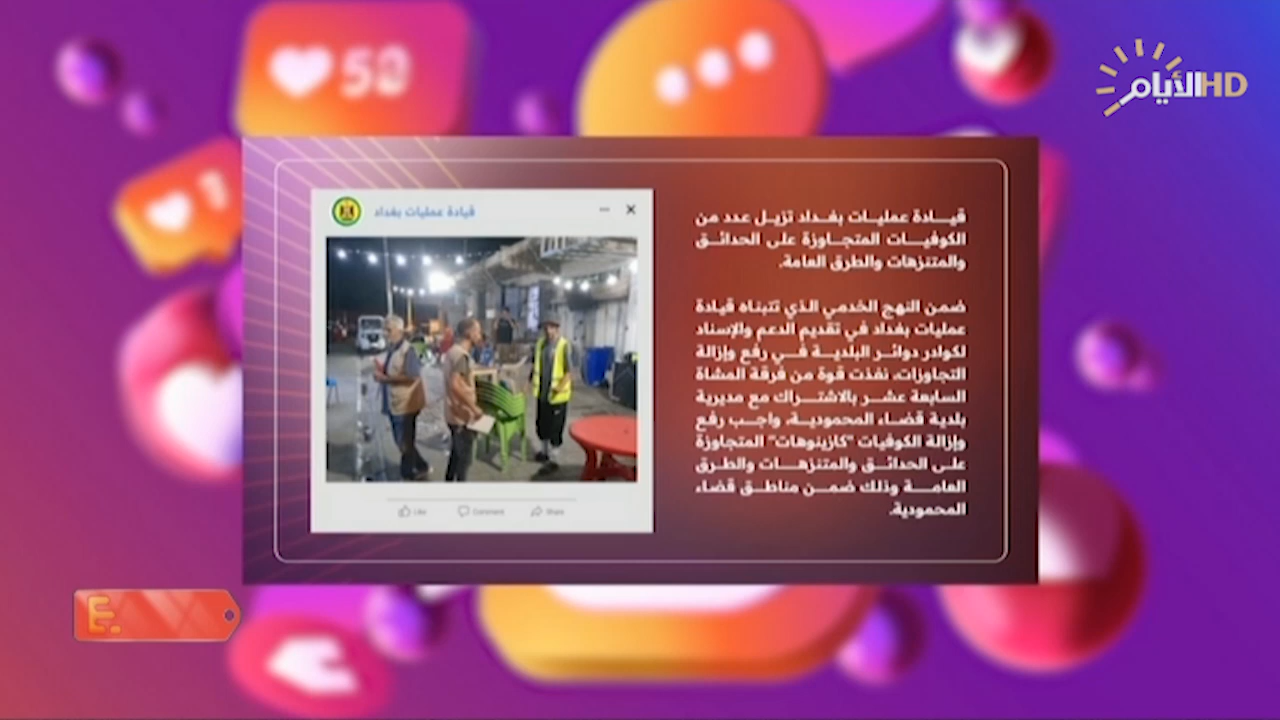 50
الأيام HD
قيادة عمليات بغداد
قيادة عمليات بغداد تزيل عدد من
الكوفيات المتجاوزة على الحدائق
والمتنزهات والطرق العامة.
ضمن النهج الخدمي الذي تتبناه قيادة
عمليات بغداد في تقديم الدعم والإسناد
لكوادر دوائر البلدية في رفع وإزالة
التجاوزات، نفذت قوة من فرقة المشاة
السابعة عشر بالاشتراك مع مديرية
بلدية قضاء المحمودية، واجب رفع
وإزالة الكوفيات "كازينوهات" المتجاوزة
على الحدائق والمتنزهات والطرق
العامة وذلك ضمن مناطق قضاء
المحمودية.
Like Comment Share
E.